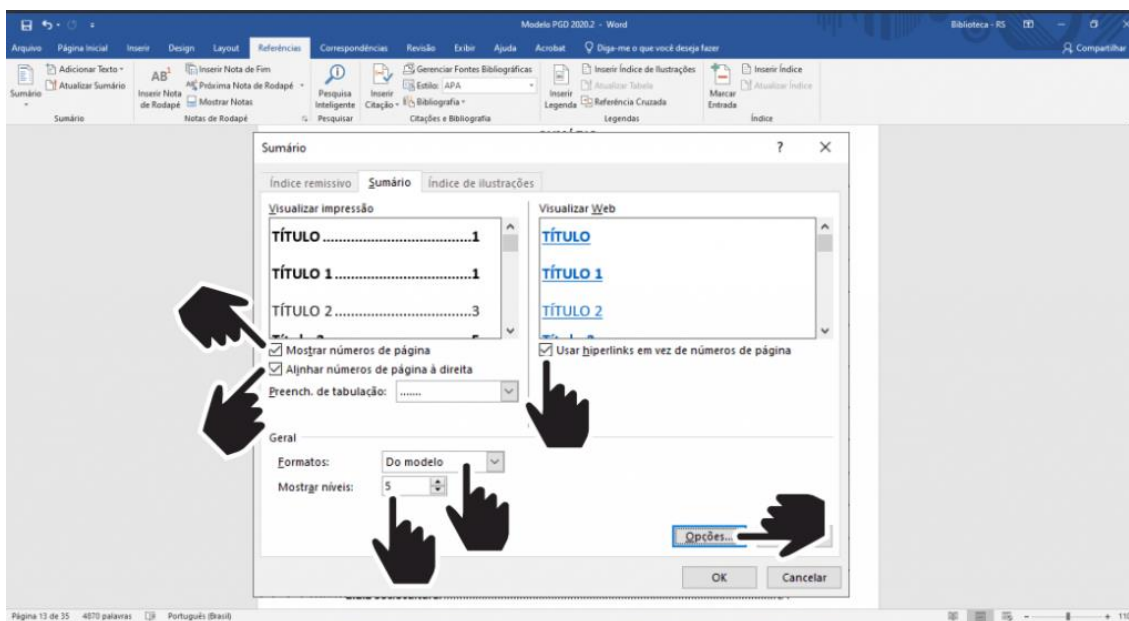 Modelo PGD 2020.2 - Word
Biblioteca - RS
Arquivo Página Inicial Inserir Design Layout Referências Correspondências Revisão Exibir Ajuda Acrobat Diga-me o que você deseja fazer
Compartilhar
Sumário
Adicionar Texto
Atualizar Sumário
Sumário
AB¹
Inserir Nota de Rodapé
Inserir Nota de Fim
Próxima Nota de Rodapé
Mostrar Notas
Notas de Rodapé
Pesquisa Inteligente
Pesquisar
Inserir Citação
Gerenciar Fontes Bibliográficas
Estilo: APA
Bibliografia
Citações e Bibliografia
Inserir Legenda
Inserir Índice de Ilustrações
Atualizar Tabela
Referência Cruzada
Legendas
Marcar Entrada
Inserir Índice
Atualizar Índice
Índice
Sumário ? X
Índice remissivo Sumário Índice de ilustrações
Visualizar impressão
TÍTULO.......................................1
TÍTULO 1....................................1
TÍTULO 2....................................3
Visualizar Web
TÍTULO
TÍTULO 1
TÍTULO 2
Mostrar números de página
Alinhar números de página à direita
Preench. de tabulação: .......
Usar hiperlinks em vez de números de página
Geral
Formatos: Do modelo
Mostrar níveis: 5
Opções...
OK Cancelar
Página 13 de 35 4870 palavras Português (Brasil)